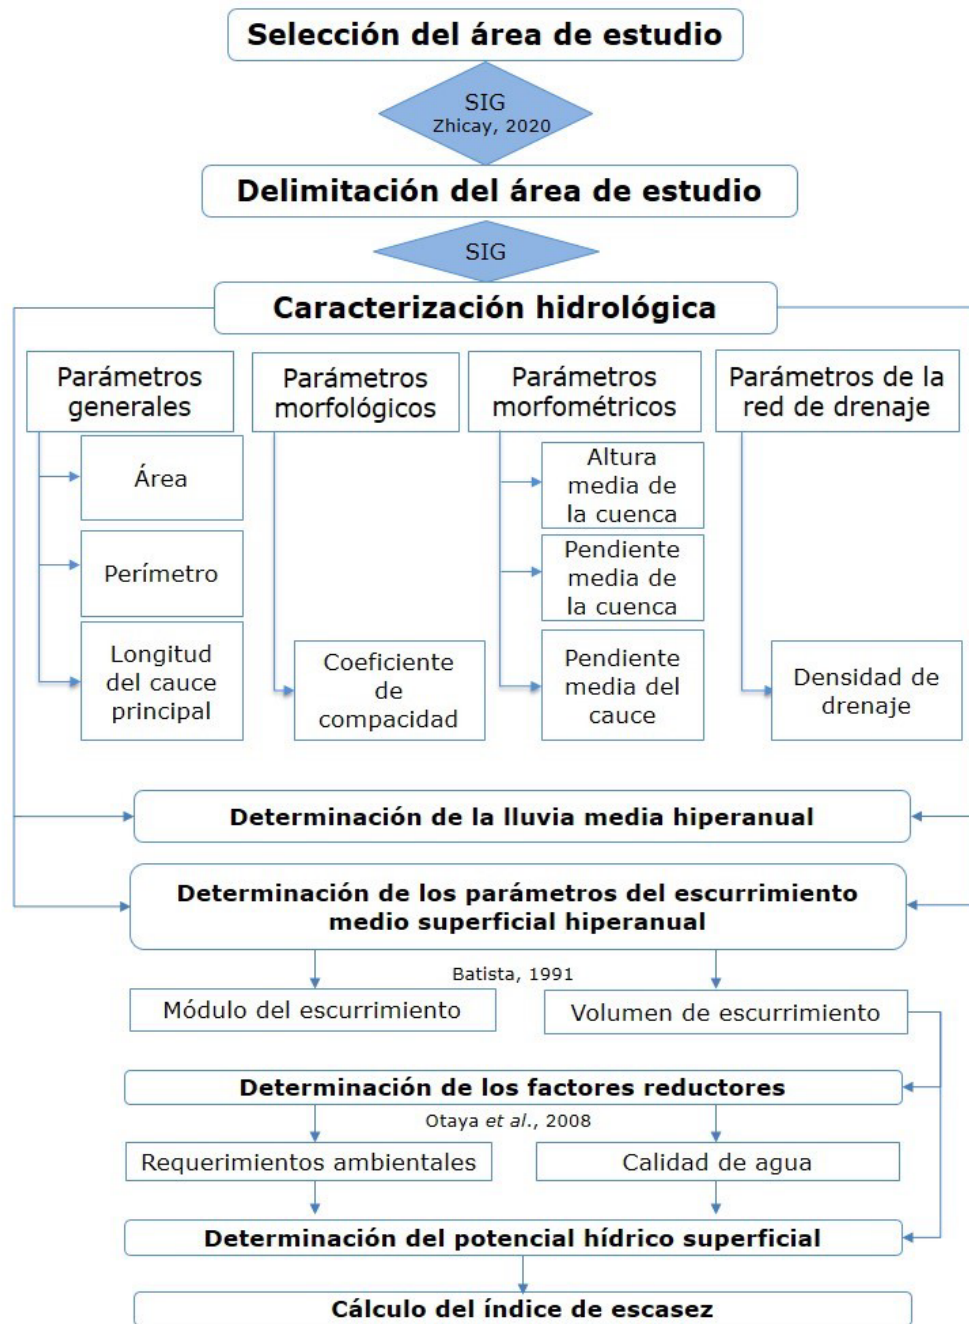 Selección del área de estudio
SIG
Zhicay, 2020
Delimitación del área de estudio
SIG
Caracterización hidrológica
Parámetros
generales
Área
Perímetro
Longitud
del cauce
principal
Parámetros
morfológicos
Coeficiente
de
compacidad
Parámetros
morfométricos
Altura
media de
la cuenca
Pendiente
media de
la cuenca
Pendiente
media del
cauce
Parámetros de la
red de drenaje
Densidad de
drenaje
Determinación de la lluvia media hiperanual
Determinación de los parámetros del escurrimiento
medio superficial hiperanual
Batista, 1991
Módulo del escurrimiento
Volumen de escurrimiento
Determinación de los factores reductores
Otaya et al., 2008
Requerimientos ambientales
Calidad de agua
Determinación del potencial hídrico superficial
Cálculo del índice de escasez